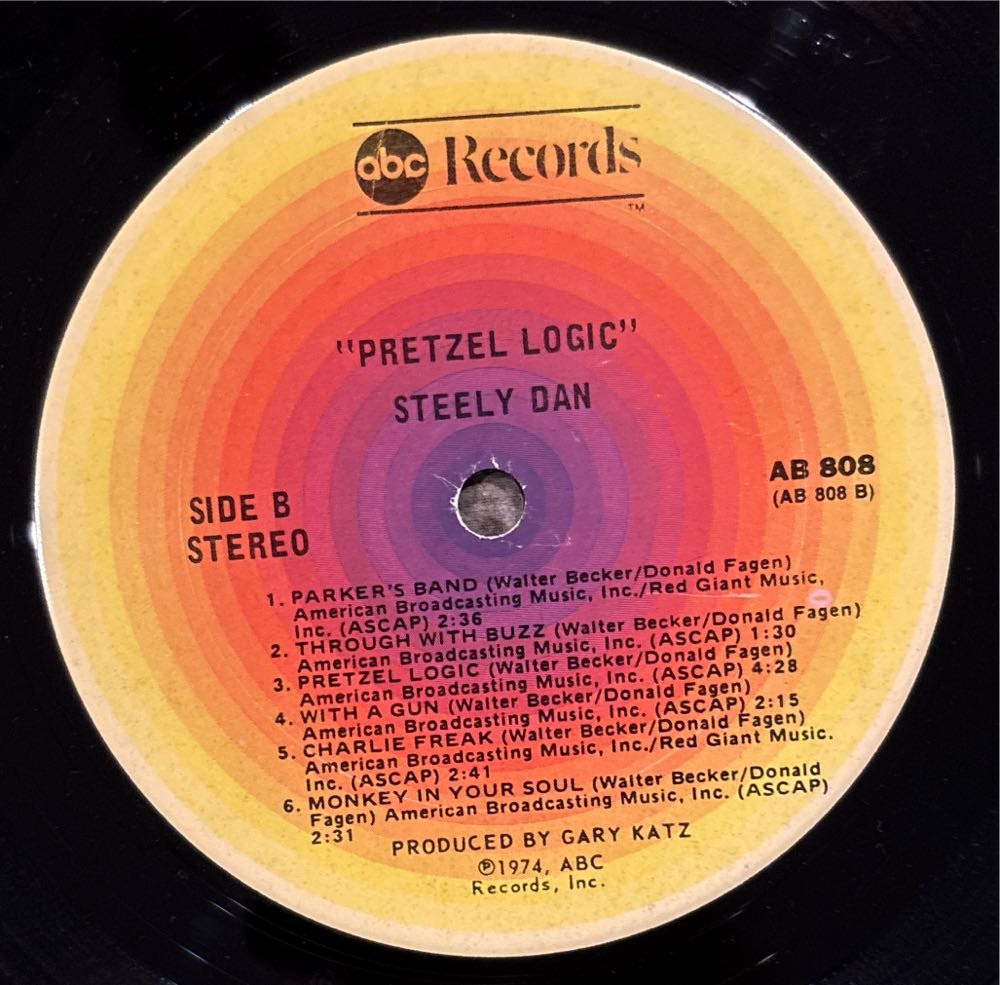 abc Records
TM
"PRETZEL LOGIC"
STEELY DAN
AB 808
(AB 808 B)
SIDE B
STEREO
1. PARKER'S BAND (Walter Becker/Donald Fagen)
American Broadcasting Music, Inc./Red Giant Music,
Inc. (ASCAP) 2:36
2. THROUGH WITH BUZZ (Walter Becker/Donald Fagen)
American Broadcasting Music, Inc. (ASCAP) 1:30
3. PRETZEL LOGIC (Walter Becker/Donald Fagen)
American Broadcasting Music, Inc. (ASCAP) 4:28
4. WITH A GUN (Walter Becker/Donald Fagen)
American Broadcasting Music, Inc. (ASCAP) 2:15
5. CHARLIE FREAK (Walter Becker/Donald Fagen)
American Broadcasting Music, Inc./Red Giant Music.
Inc. (ASCAP) 2:41
6. MONKEY IN YOUR SOUL (Walter Becker/Donald
Fagen) American Broadcasting Music, Inc. (ASCAP)
2:31
PRODUCED BY GARY KATZ
℗1974, ABC
Records, Inc.